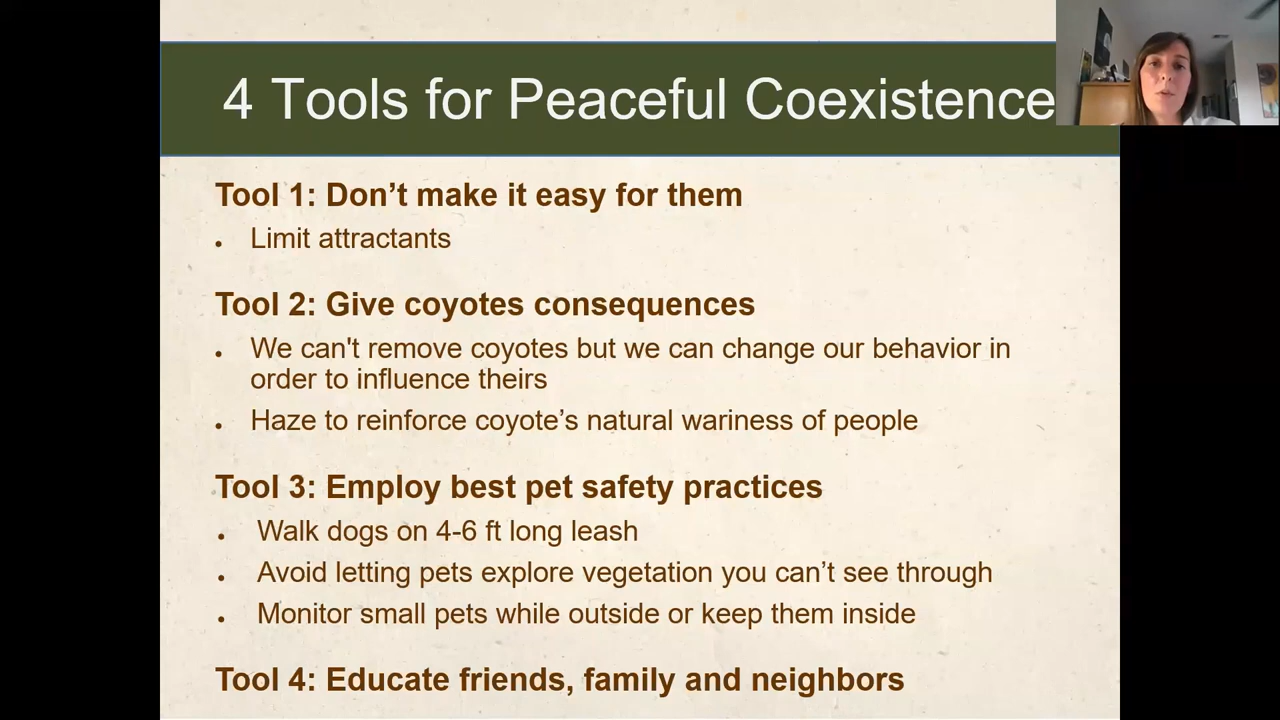 4 Tools for Peaceful Coexistence
Tool 1: Don’t make it easy for them
• Limit attractants
Tool 2: Give coyotes consequences
• We can't remove coyotes but we can change our behavior in
order to influence theirs
• Haze to reinforce coyote’s natural wariness of people
Tool 3: Employ best pet safety practices
• Walk dogs on 4-6 ft long leash
• Avoid letting pets explore vegetation you can’t see through
• Monitor small pets while outside or keep them inside
Tool 4: Educate friends, family and neighbors